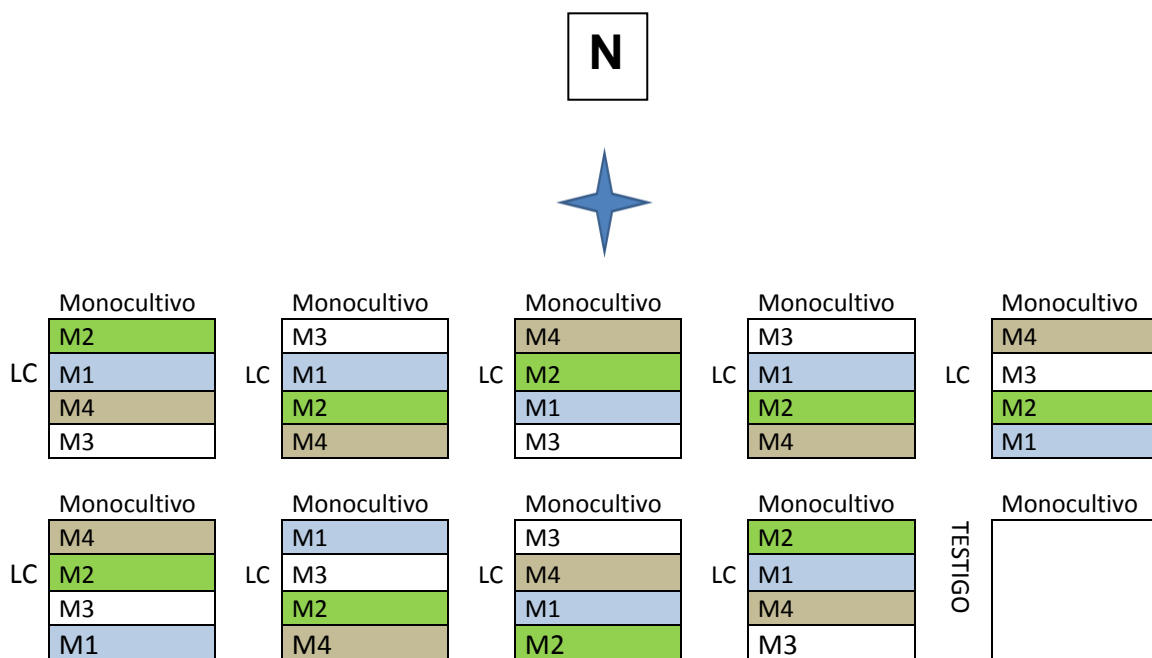 N
Monocultivo Monocultivo Monocultivo Monocultivo Monocultivo
M2 M3 M4 M3 M4
LC M1 LC M1 LC M2 LC M1 LC M3
M4 M2 M1 M2 M2
M3 M4 M3 M4 M1
Monocultivo Monocultivo Monocultivo Monocultivo Monocultivo
M4 M1 M3 M2
LC M2 LC M3 LC M4 LC M1 TESTIGO
M3 M2 M1 M4
M1 M4 M2 M3